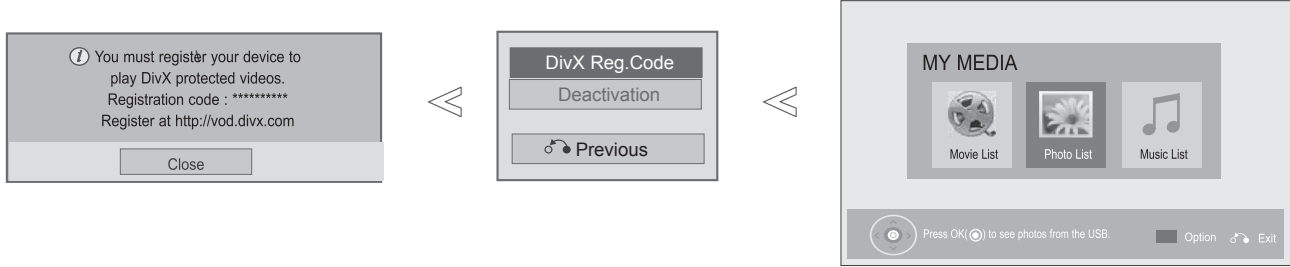 You must register your device to
play DivX protected videos.
Registration code : **********
Register at http://vod.divx.com
Close
DivX Reg.Code
Deactivation
Previous
MY MEDIA
Movie List
Photo List
Music List
Press OK(◉) to see photos from the USB.
Option
Exit